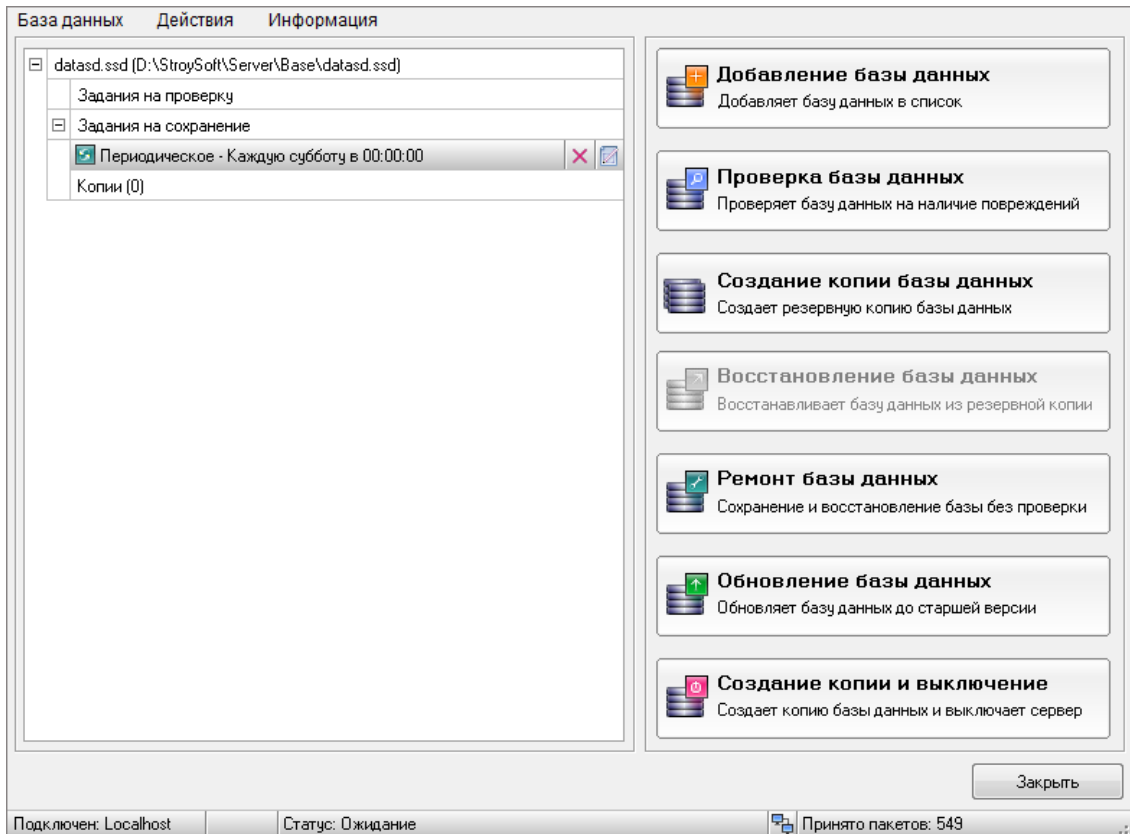 База данных Действия Информация
datasd.ssd (D:\StroySoft\Server\Base\datasd.ssd)
Задания на проверку
Задания на сохранение
Периодическое - Каждую субботу в 00:00:00
Копии (0)
Добавление базы данных
Добавляет базу данных в список
Проверка базы данных
Проверяет базу данных на наличие повреждений
Создание копии базы данных
Создает резервную копию базы данных
Восстановление базы данных
Восстанавливает базу данных из резервной копии
Ремонт базы данных
Сохранение и восстановление базы без проверки
Обновление базы данных
Обновляет базу данных до старшей версии
Создание копии и выключение
Создает копию базы данных и выключает сервер
Закрыть
Подключен: Localhost Статус: Ожидание Принято пакетов: 549